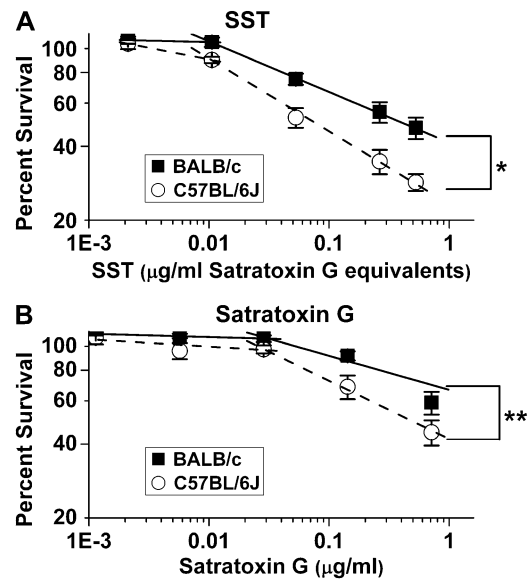 A
SST
Percent Survival
100
80
60
40
20
BALB/c
C57BL/6J
*
1E-3
0.01
0.1
1
SST (μg/ml Satratoxin G equivalents)
B
Satratoxin G
Percent Survival
100
80
60
40
20
BALB/c
C57BL/6J
**
1E-3
0.01
0.1
1
Satratoxin G (μg/ml)